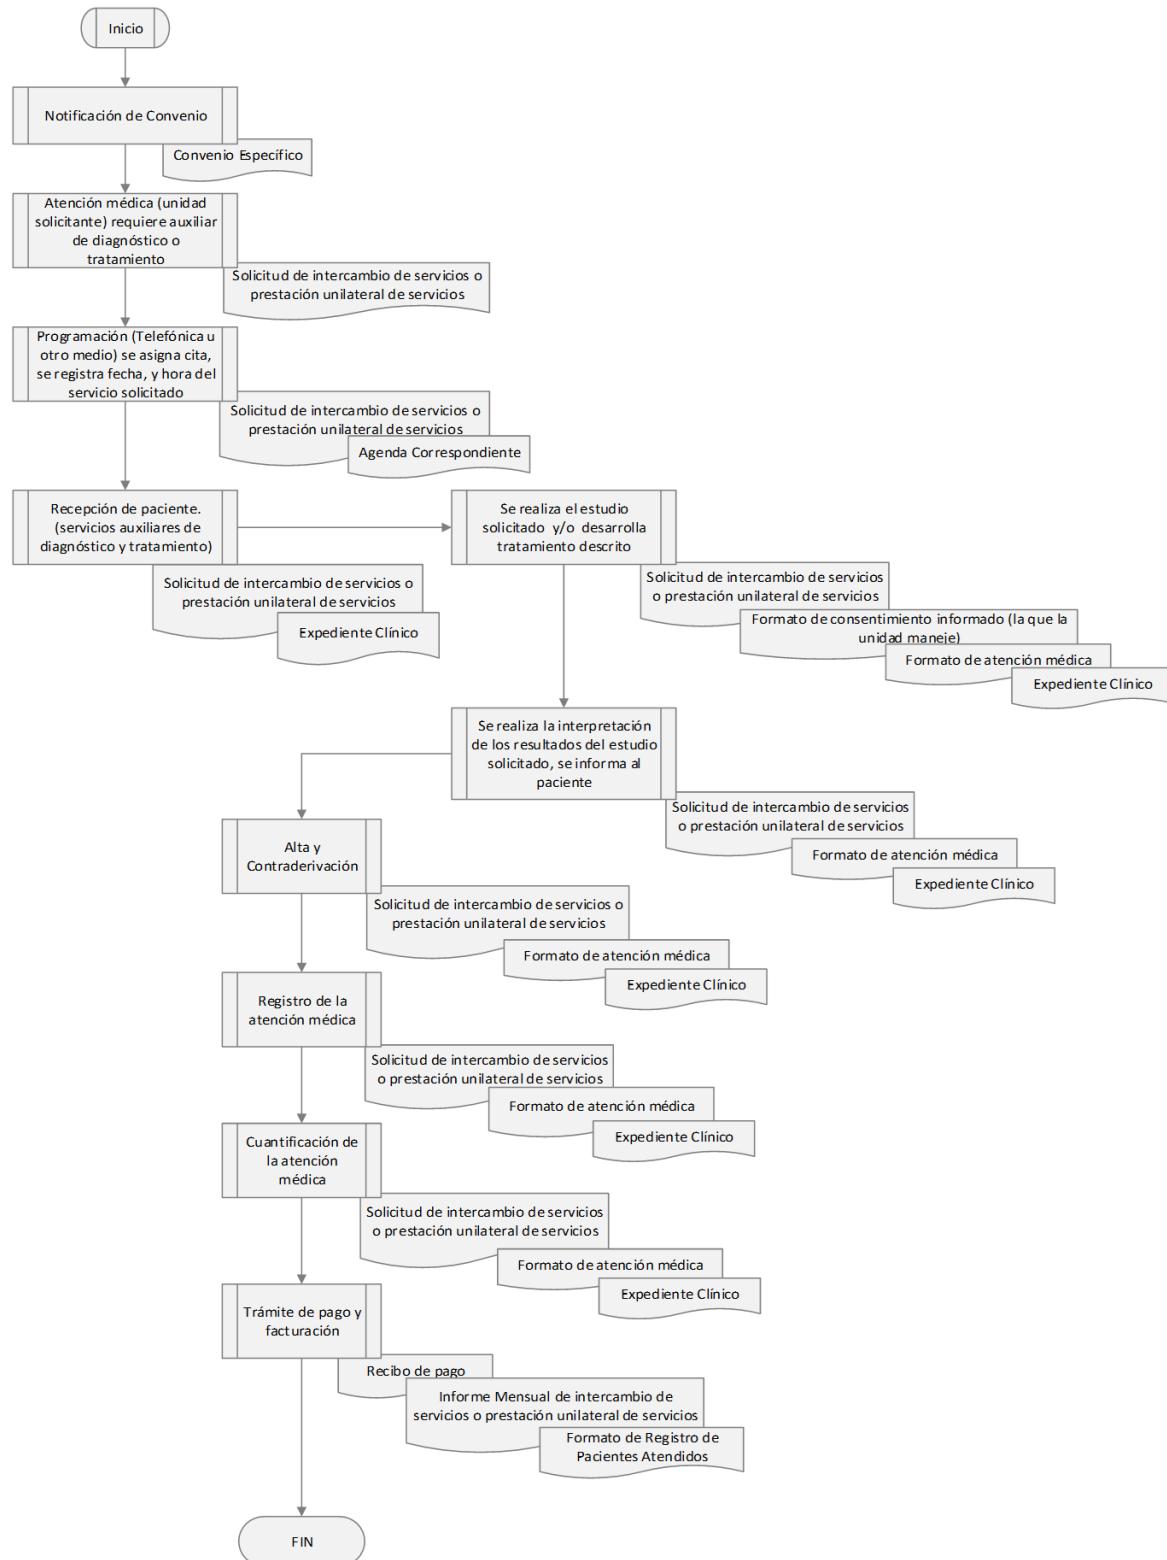 Inicio
Notificación de Convenio
Convenio Específico
Atención médica (unidad
solicitante) requiere auxiliar
de diagnóstico o
tratamiento
Solicitud de intercambio de servicios o
prestación unilateral de servicios
Programación (Telefónica u
otro medio) se asigna cita,
se registra fecha, y hora del
servicio solicitado
Solicitud de intercambio de servicios o
prestación unilateral de servicios
Agenda Correspondiente
Recepción de paciente.
(servicios auxiliares de
diagnóstico y tratamiento)
Solicitud de intercambio de servicios o
prestación unilateral de servicios
Expediente Clínico
Se realiza el estudio
solicitado y/o desarrolla
tratamiento descrito
Solicitud de intercambio de servicios
o prestación unilateral de servicios
Formato de consentimiento informado (la que la
unidad maneje)
Formato de atención médica
Expediente Clínico
Se realiza la interpretación
de los resultados del estudio
solicitado, se informa al
paciente
Solicitud de intercambio de servicios
o prestación unilateral de servicios
Formato de atención médica
Expediente Clínico
Alta y
Contraderivación
Solicitud de intercambio de servicios o
prestación unilateral de servicios
Formato de atención médica
Expediente Clínico
Registro de la
atención médica
Solicitud de intercambio de servicios
o prestación unilateral de servicios
Formato de atención médica
Expediente Clínico
Cuantificación de
la atención
médica
Solicitud de intercambio de servicios
o prestación unilateral de servicios
Formato de atención médica
Expediente Clínico
Trámite de pago y
facturación
Recibo de pago
Informe Mensual de intercambio de
servicios o prestación unilateral de servicios
Formato de Registro de
Pacientes Atendidos
FIN